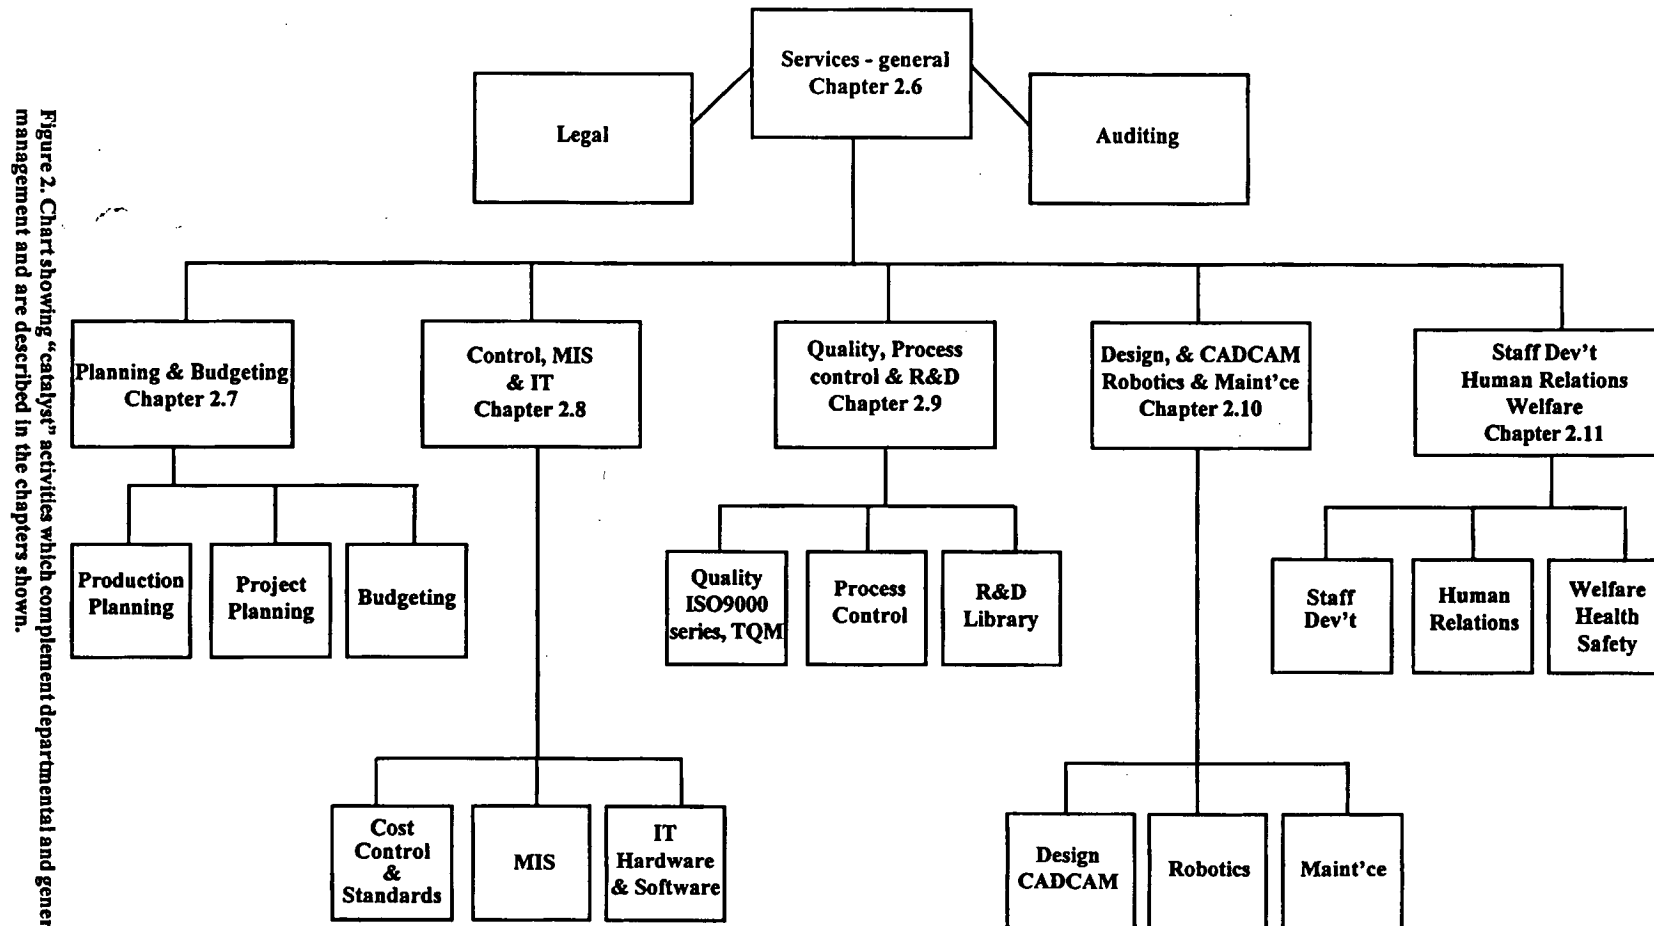 Services - general
Chapter 2.6
Legal
Auditing
Planning & Budgeting
Chapter 2.7
Control, MIS
& IT
Chapter 2.8
Quality, Process
control & R&D
Chapter 2.9
Design, & CADCAM
Robotics & Maint'ce
Chapter 2.10
Staff Dev't
Human Relations
Welfare
Chapter 2.11
Production
Planning
Project
Planning
Budgeting
Quality
ISO9000
series, TQM
Process
Control
R&D
Library
Staff
Dev't
Human
Relations
Welfare
Health
Safety
Cost
Control
&
Standards
MIS
IT
Hardware
& Software
Design
CADCAM
Robotics
Maint'ce
Figure 2. Chart showing "catalyst" activities which complement departmental and gener
management and are described in the chapters shown.